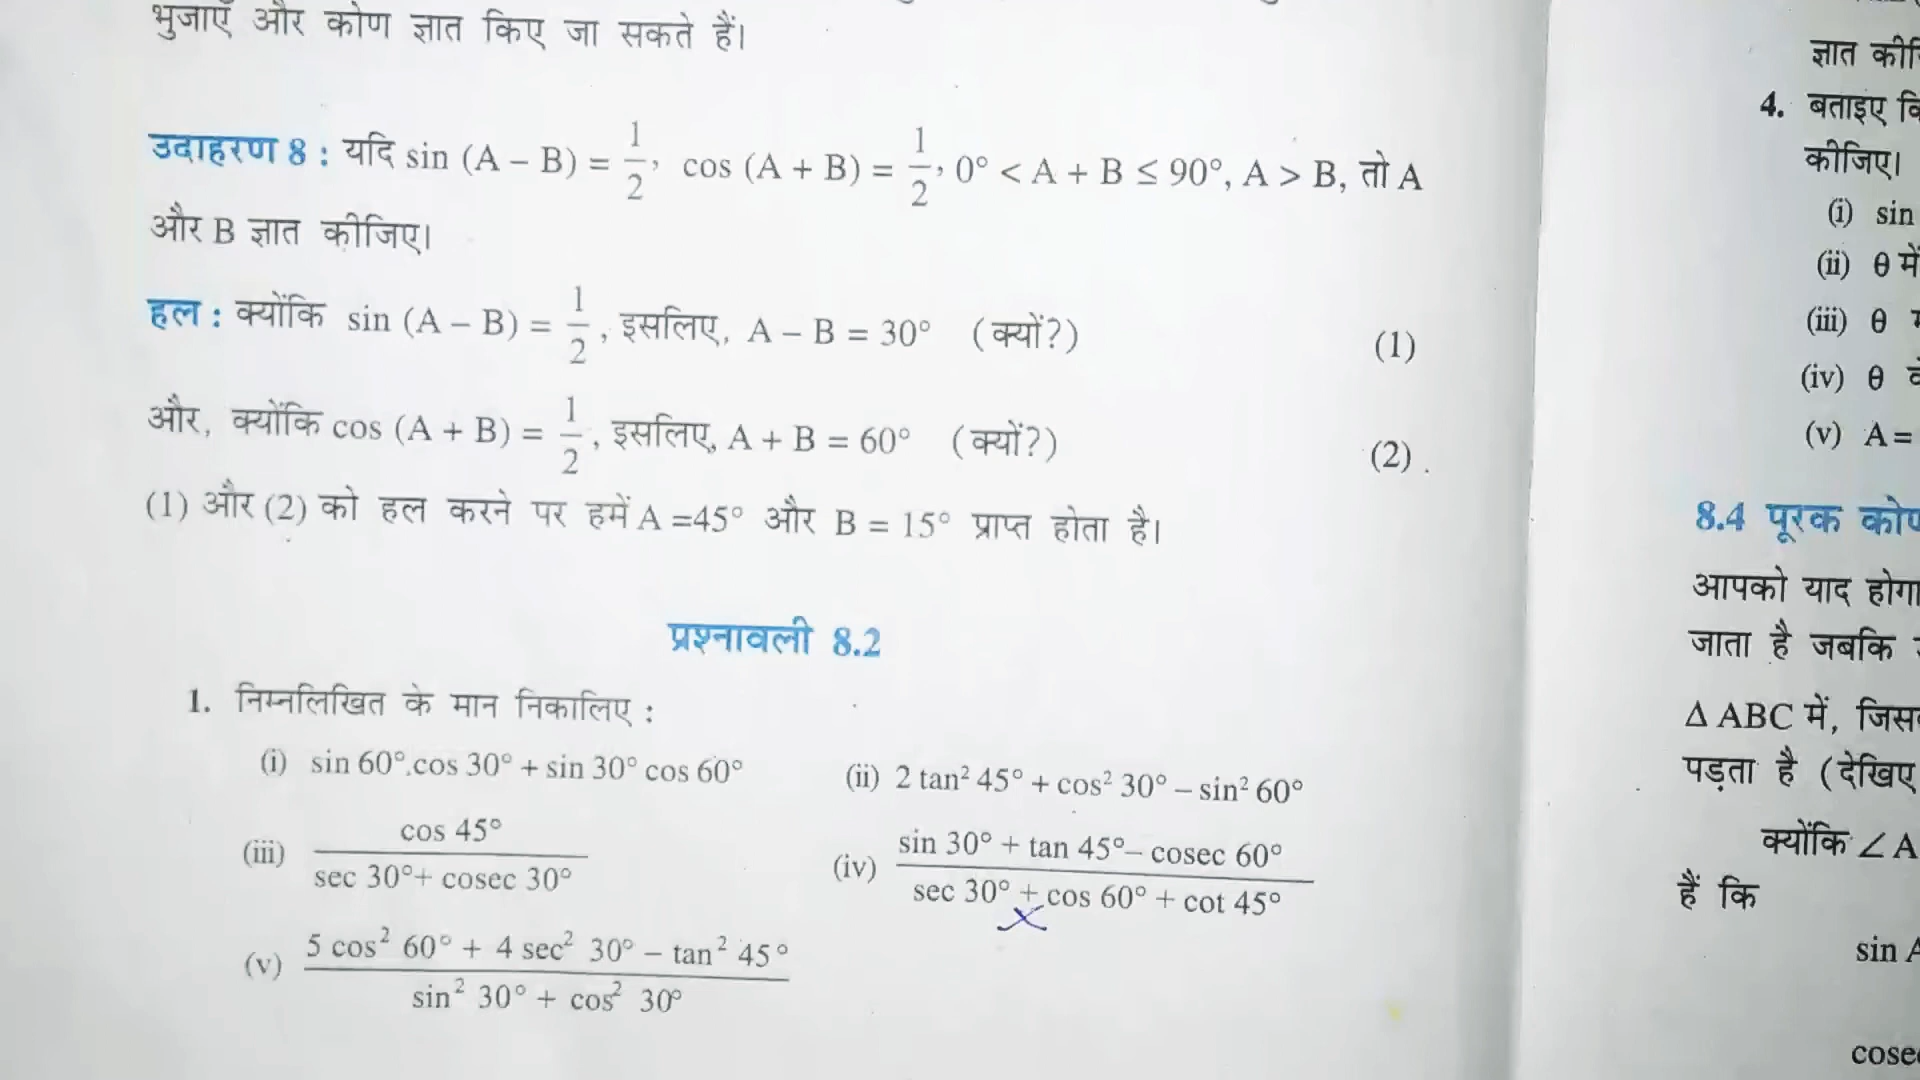 भुजाएँ और कोण ज्ञात किए जा सकते हैं।
उदाहरण 8 : यदि sin (A – B) = 1/2, cos (A + B) = 1/2, 0° < A + B ≤ 90°, A > B, तो A
और B ज्ञात कीजिए।
हल : क्योंकि sin (A – B) = 1/2, इसलिए, A – B = 30° (क्यों?) (1)
और, क्योंकि cos (A + B) = 1/2, इसलिए, A + B = 60° (क्यों?) (2)
(1) और (2) को हल करने पर हमें A =45° और B = 15° प्राप्त होता है।
प्रश्नावली 8.2
1. निम्नलिखित के मान निकालिए :
(i) sin 60° cos 30° + sin 30° cos 60°
(ii) 2 tan² 45° + cos² 30° – sin² 60°
(iii) cos 45° / sec 30°+ cosec 30°
(iv) sin 30° + tan 45°– cosec 60° / sec 30° + cos 60° + cot 45°
(v) 5 cos² 60° + 4 sec² 30° – tan² 45° / sin² 30° + cos² 30°
ज्ञात
4. बताइए
कीजिए।
(i) sin
(ii) θ में
(iii) θ
(iv) θ
(v) A =
8.4 पूरक
आपको याद होगा
जाता है जबकि
Δ ABC में,
पड़ता है (देखिए
क्योंकि ∠ A
हैं कि
sin